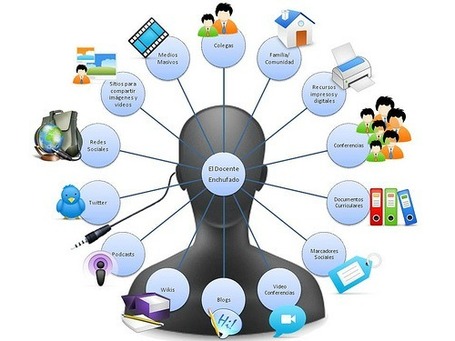 Colegas
Familia/
Comunidad
Recursos
impresos y
digitales
Conferencias
Documentos
Curriculares
Marcadores
Sociales
Video
Conferencias
Blogs
Hi!
Wikis
Podcasts
Twitter
Redes
Sociales
Sitios para
compartir
imágenes y
videos
Medios
Masivos
El Docente
Enchufado